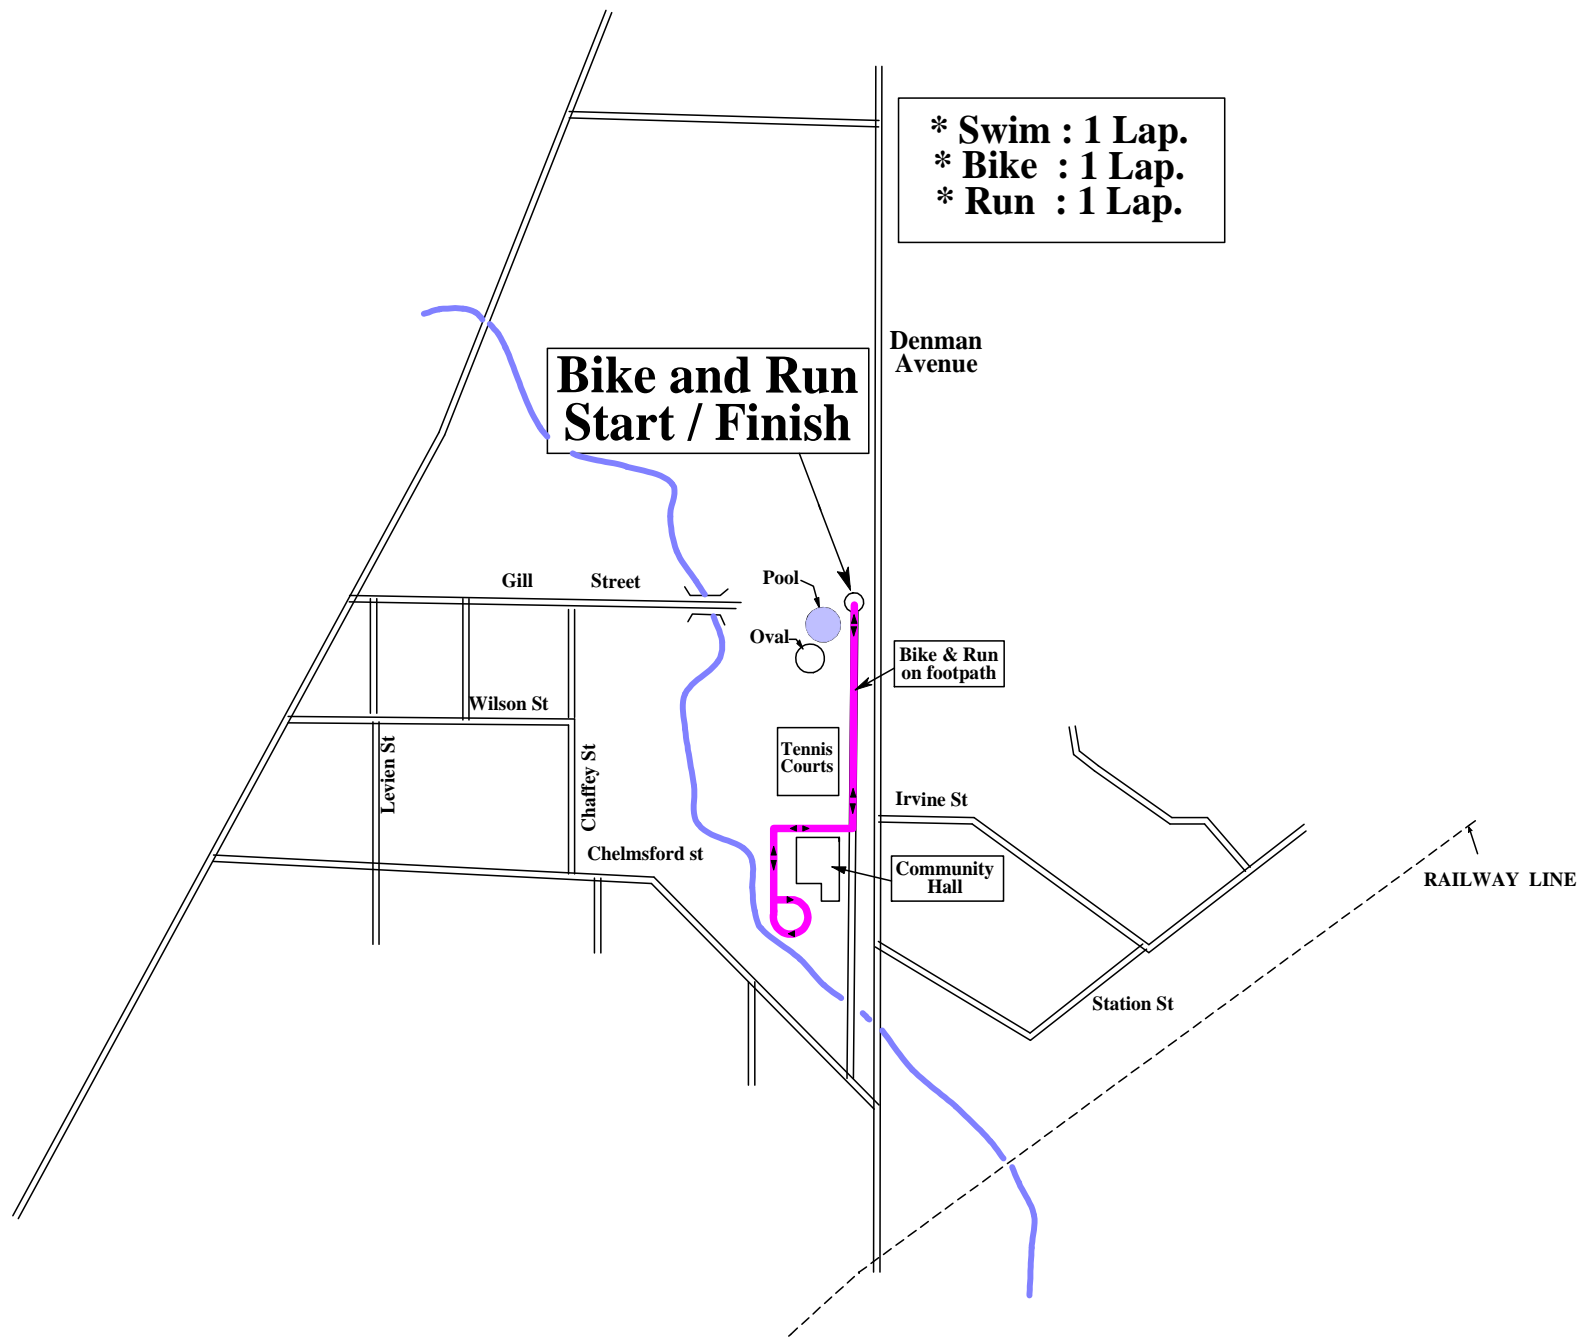 * Swim : 1 Lap.
* Bike : 1 Lap.
* Run : 1 Lap.
Denman
Avenue
Bike and Run
Start / Finish
Gill Street
Pool
Oval
Bike & Run
on footpath
Wilson St
Levien St
Chaffey St
Tennis
Courts
Irvine St
Chelmsford st
Community
Hall
RAILWAY LINE
Station St